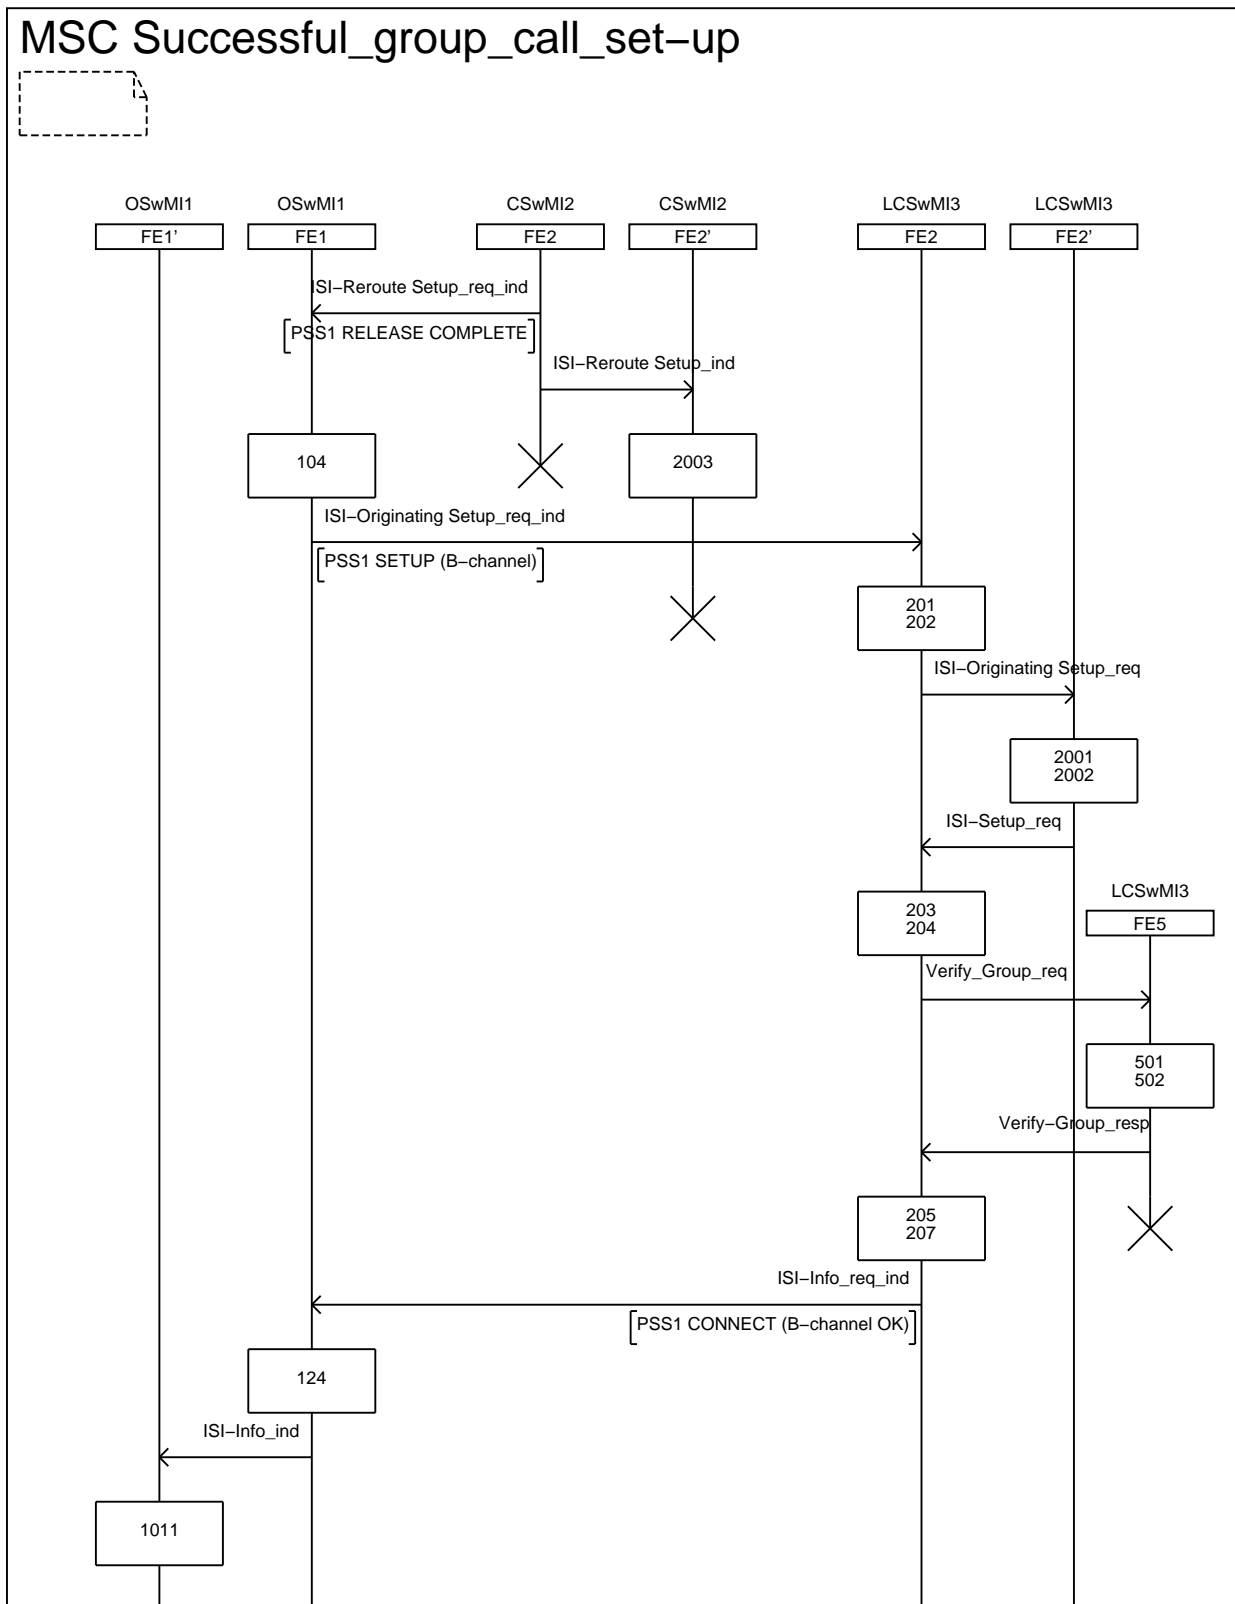 MSC Successful_group_call_set−up
OSwMI1 OSwMI1 CSwMI2 CSwMI2 LCSwMI3 LCSwMI3
FE1’ FE1 FE2 FE2’ FE2 FE2’
ISI−Reroute Setup_req_ind
PSS1 RELEASE COMPLETE
ISI−Reroute Setup_ind
104 2003
ISI−Originating Setup_req_ind
PSS1 SETUP (B−channel)
201
202
ISI−Originating Setup_req
2001
2002
ISI−Setup_req
LCSwMI3
203
FE5
204
Verify_Group_req
501
502
Verify−Group_resp
205
207
ISI−Info_req_ind
PSS1 CONNECT (B−channel OK)
124
ISI−Info_ind
1011